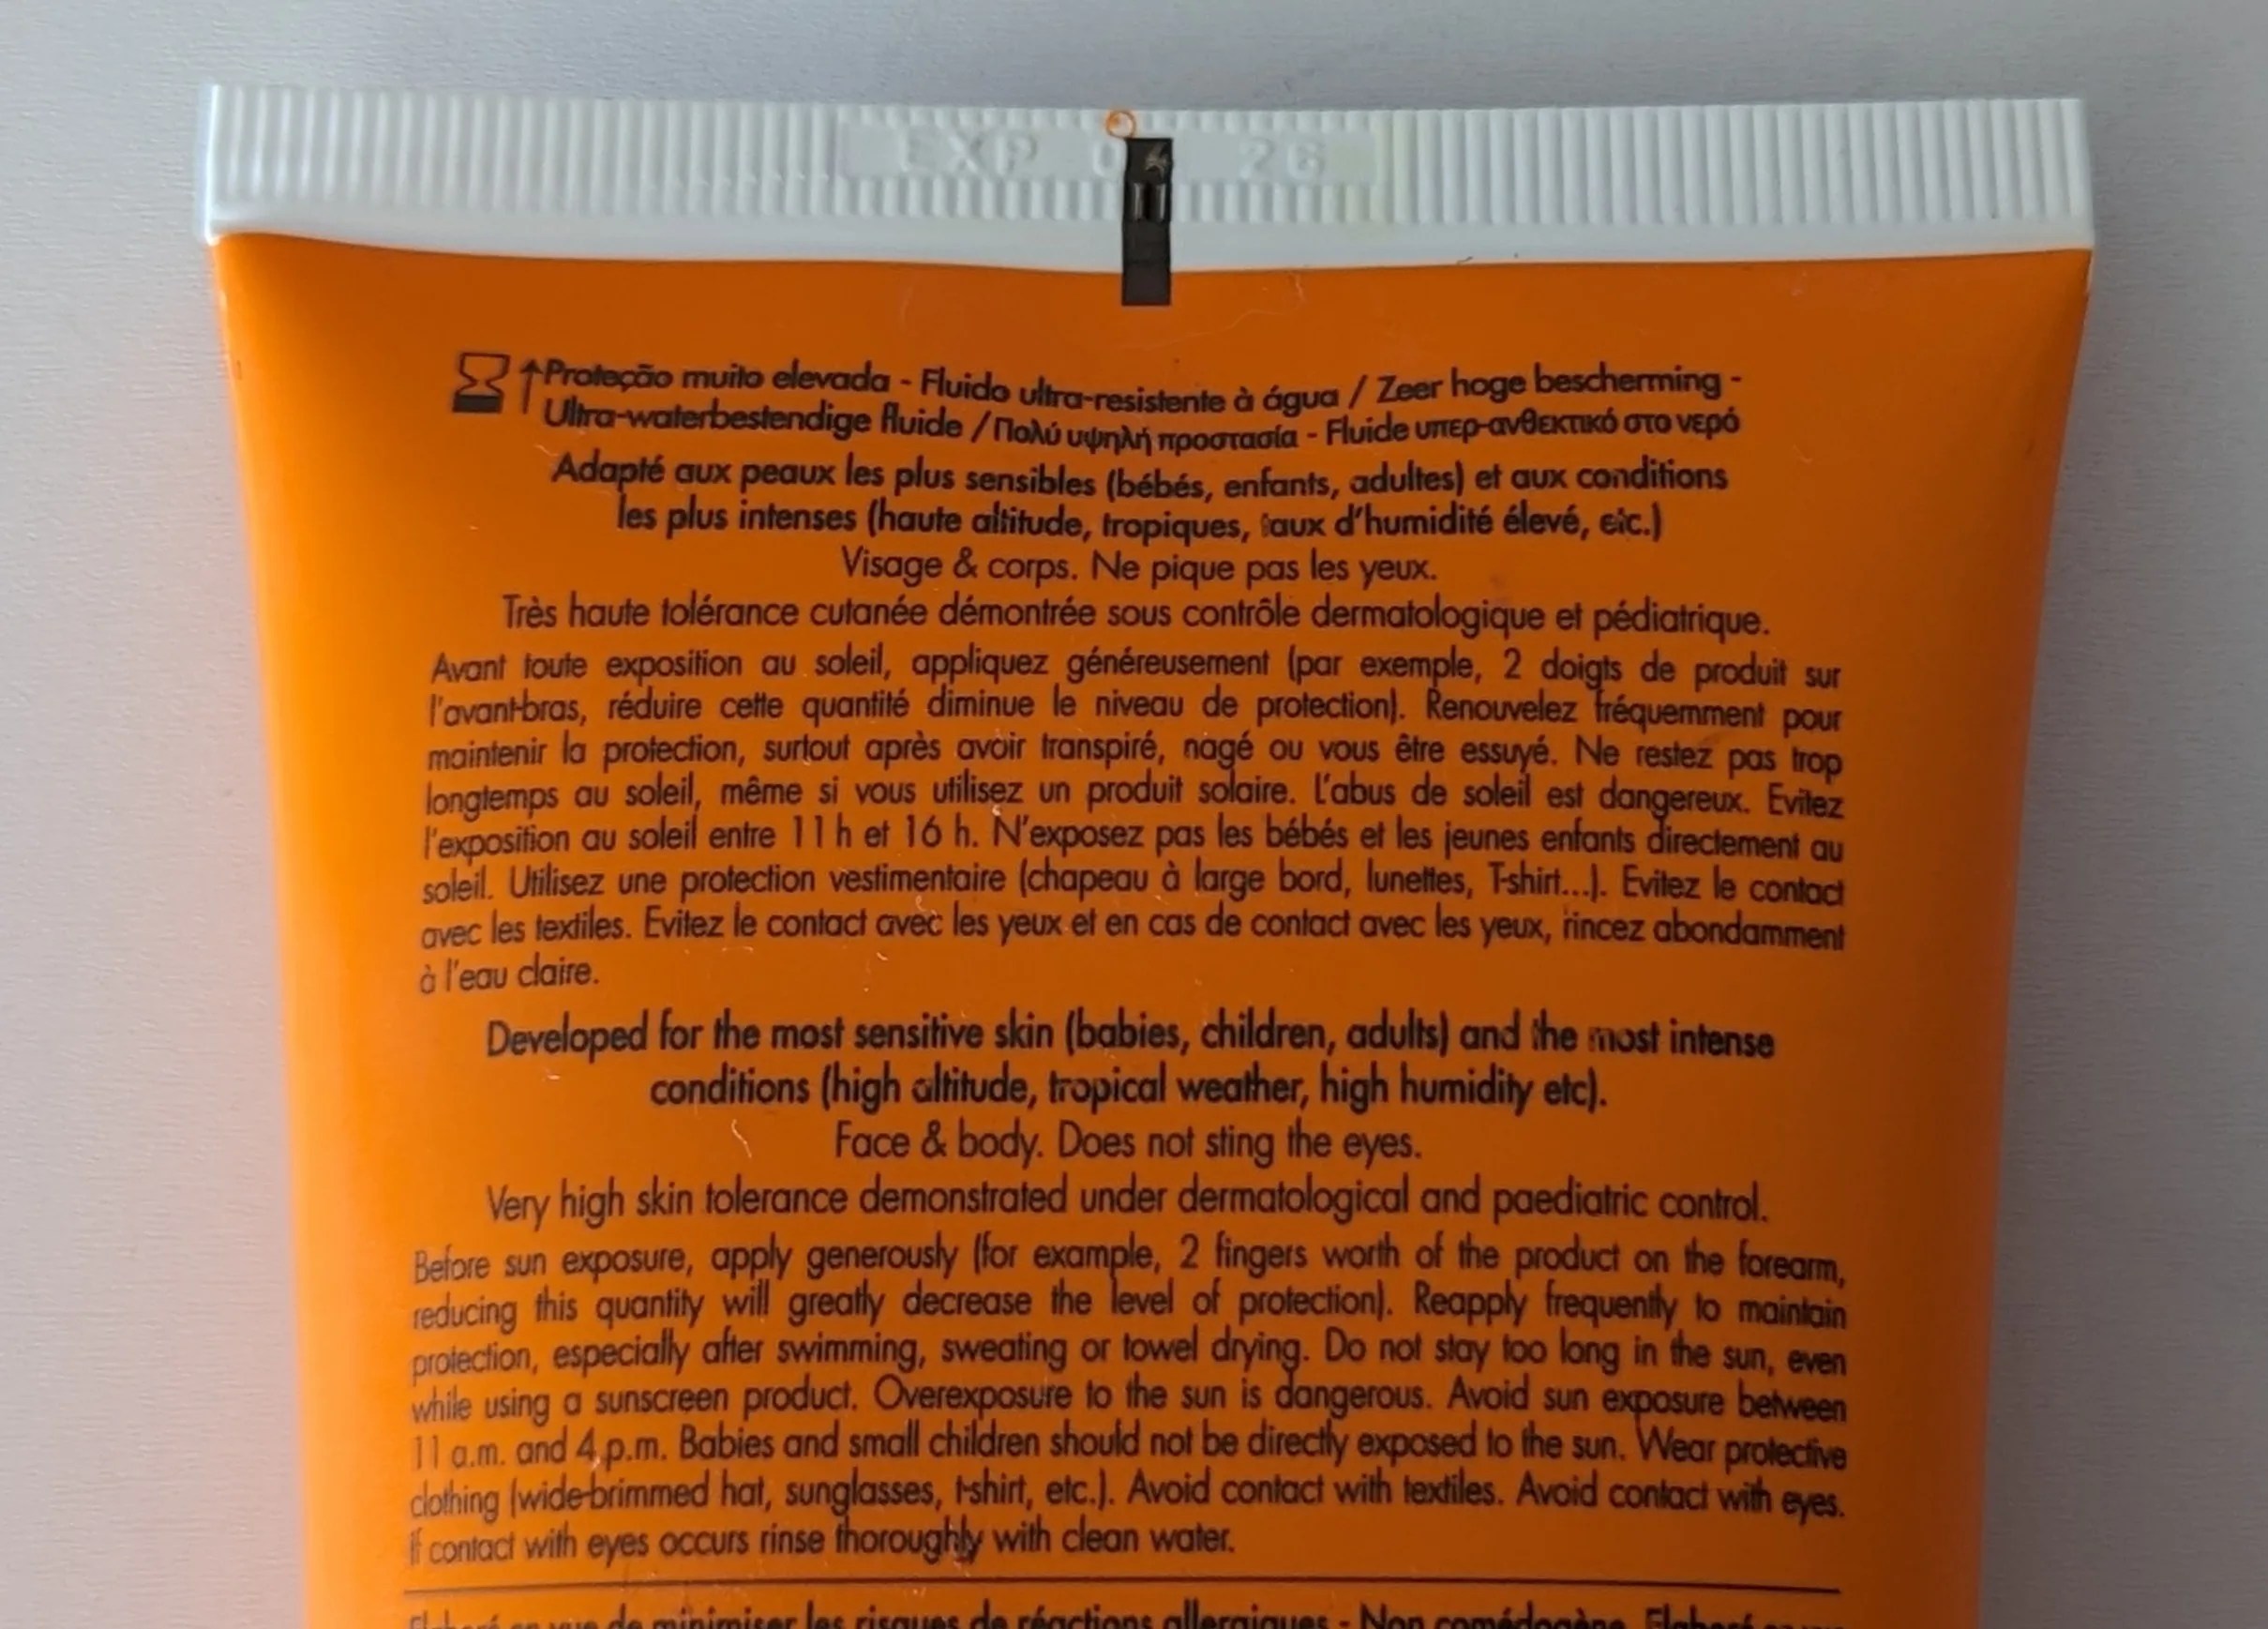 EXP 04 26
Proteção muito elevada - Fluido ultra-resistente à água / Zeer hoge bescherming -
Ultra-waterbestendige fluide / Πολύ υψηλή προστασία - Fluide υπερ-ανθεκτικό στο νερό
Adapté aux peaux les plus sensibles (bébés, enfants, adultes) et aux conditions
les plus intenses (haute altitude, tropiques, taux d'humidité élevé, etc.)
Visage & corps. Ne pique pas les yeux.
Très haute tolérance cutanée démontrée sous contrôle dermatologique et pédiatrique.
Avant toute exposition au soleil, appliquez généreusement (par exemple, 2 doigts de produit sur
l'avant-bras, réduire cette quantité diminue le niveau de protection). Renouvelez fréquemment pour
maintenir la protection, surtout après avoir transpiré, nagé ou vous être essuyé. Ne restez pas trop
longtemps au soleil, même si vous utilisez un produit solaire. L'abus de soleil est dangereux. Evitez
l'exposition au soleil entre 11 h et 16 h. N'exposez pas les bébés et les jeunes enfants directement au
soleil. Utilisez une protection vestimentaire (chapeau à large bord, lunettes, T-shirt...). Evitez le contact
avec les textiles. Evitez le contact avec les yeux et en cas de contact avec les yeux, rincez abondamment
à l'eau claire.
Developed for the most sensitive skin (babies, children, adults) and the most intense
conditions (high altitude, tropical weather, high humidity etc).
Face & body. Does not sting the eyes.
Very high skin tolerance demonstrated under dermatological and paediatric control.
Before sun exposure, apply generously (for example, 2 fingers worth of the product on the forearm,
reducing this quantity will greatly decrease the level of protection). Reapply frequently to maintain
protection, especially after swimming, sweating or towel drying. Do not stay too long in the sun, even
while using a sunscreen product. Overexposure to the sun is dangerous. Avoid sun exposure between
11 a.m. and 4 p.m. Babies and small children should not be directly exposed to the sun. Wear protective
clothing (wide-brimmed hat, sunglasses, t-shirt, etc.). Avoid contact with textiles. Avoid contact with eyes.
If contact with eyes occurs rinse thoroughly with clean water.
Elaboré en vue de minimiser les risques de réactions allergiques - Non comédogène. Elaboré